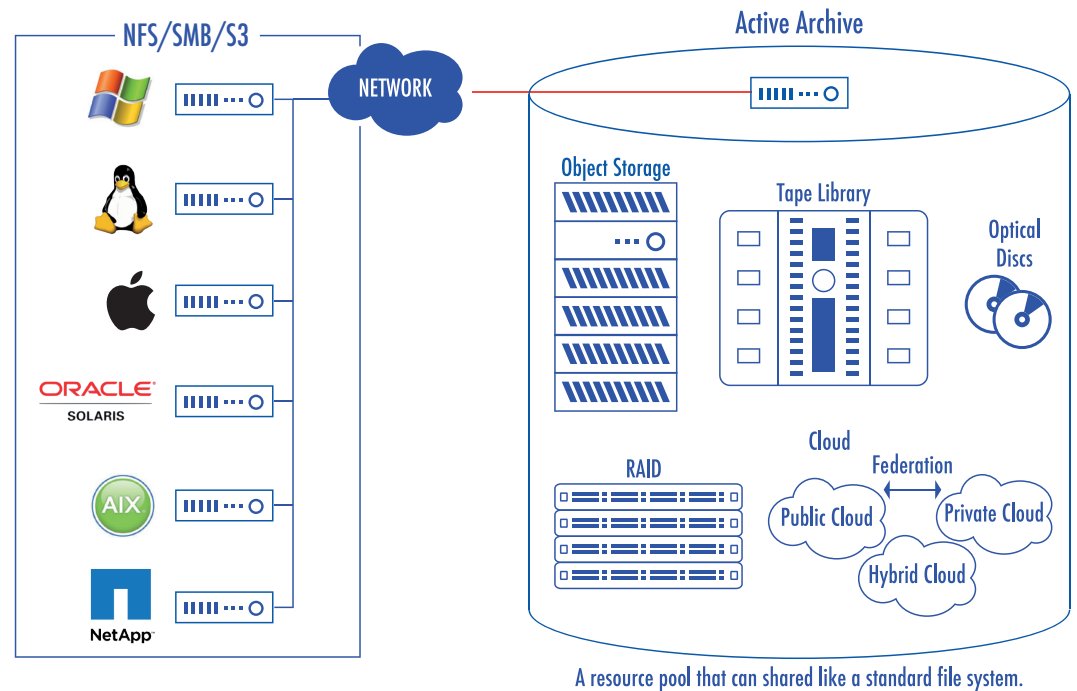 NFS/SMB/S3
NETWORK
ORACLE®
SOLARIS
AIX
NetApp™
Active Archive
Object Storage
Tape Library
Optical
Discs
RAID
Cloud
Federation
Public Cloud
Private Cloud
Hybrid Cloud
A resource pool that can shared like a standard file system.